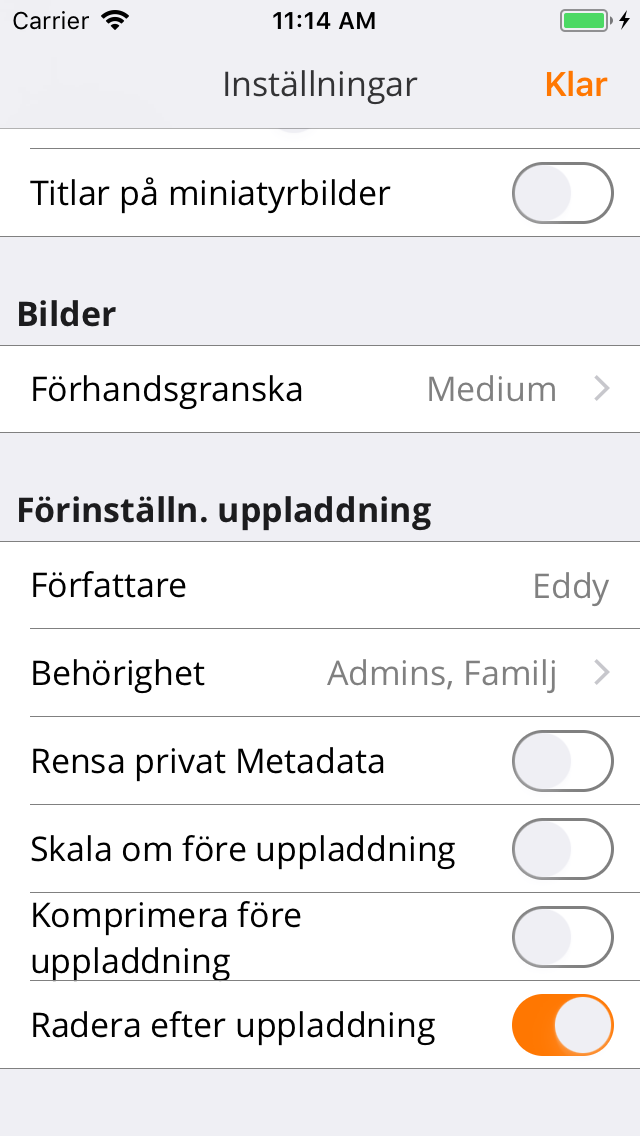 Carrier 11:14 AM
Inställningar Klar
Titlar på miniatyrbilder
Bilder
Förhandsgranska Medium
Förinställn. uppladdning
Författare Eddy
Behörighet Admins, Familj
Rensa privat Metadata
Skala om före uppladdning
Komprimera före
uppladdning
Radera efter uppladdning